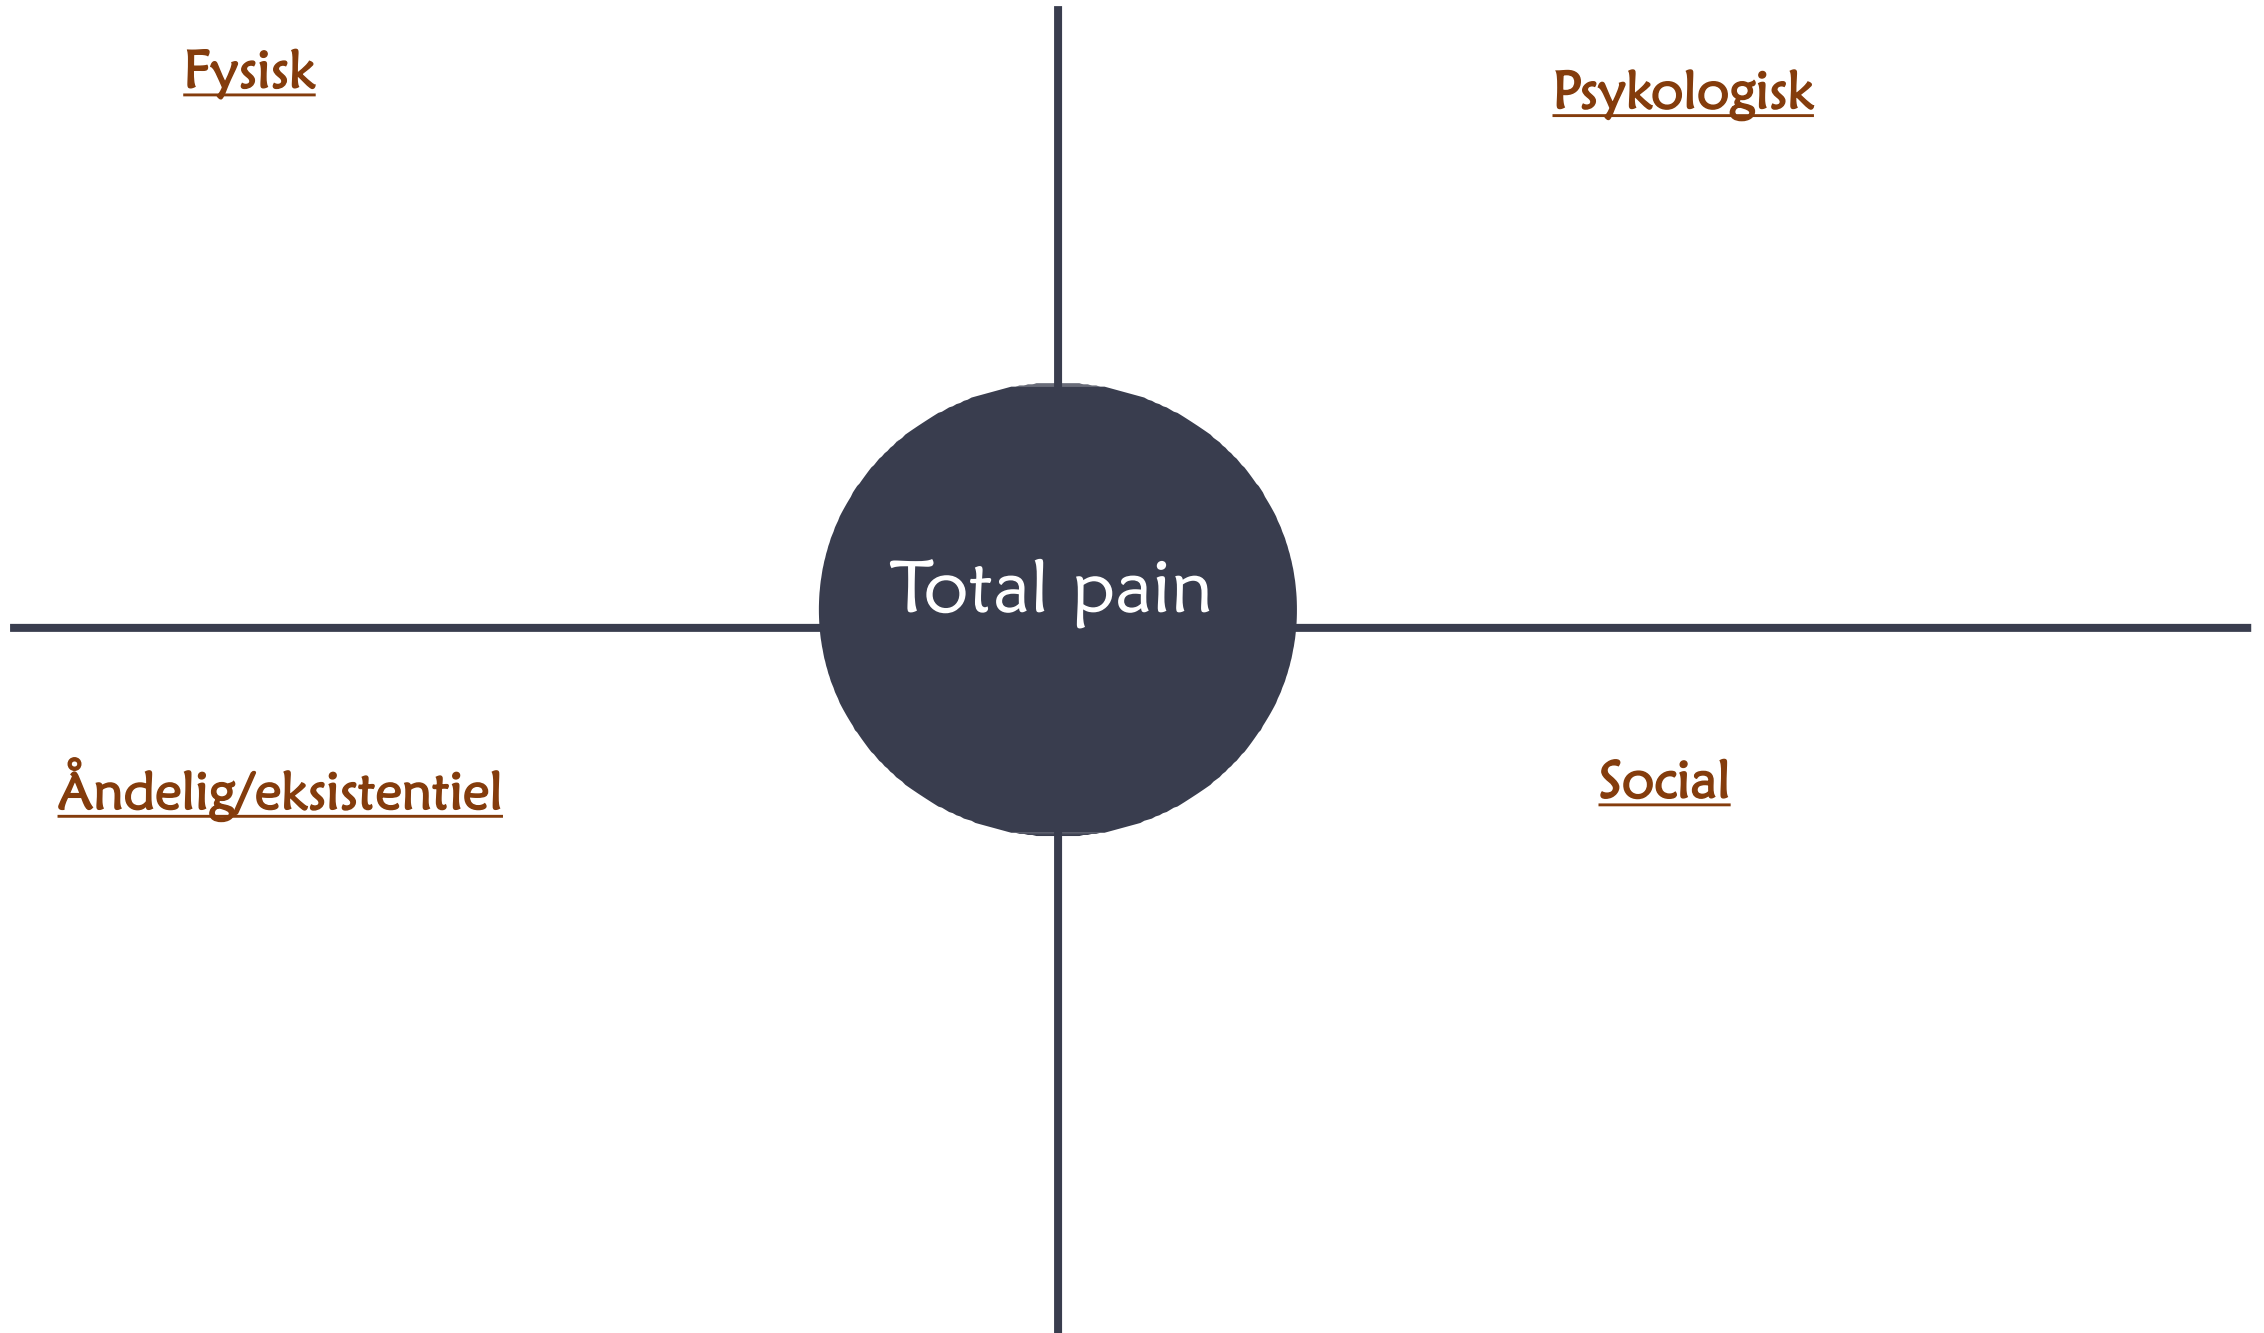 Fysisk
Psykologisk
Total pain
Åndelig/eksistentiel
Social